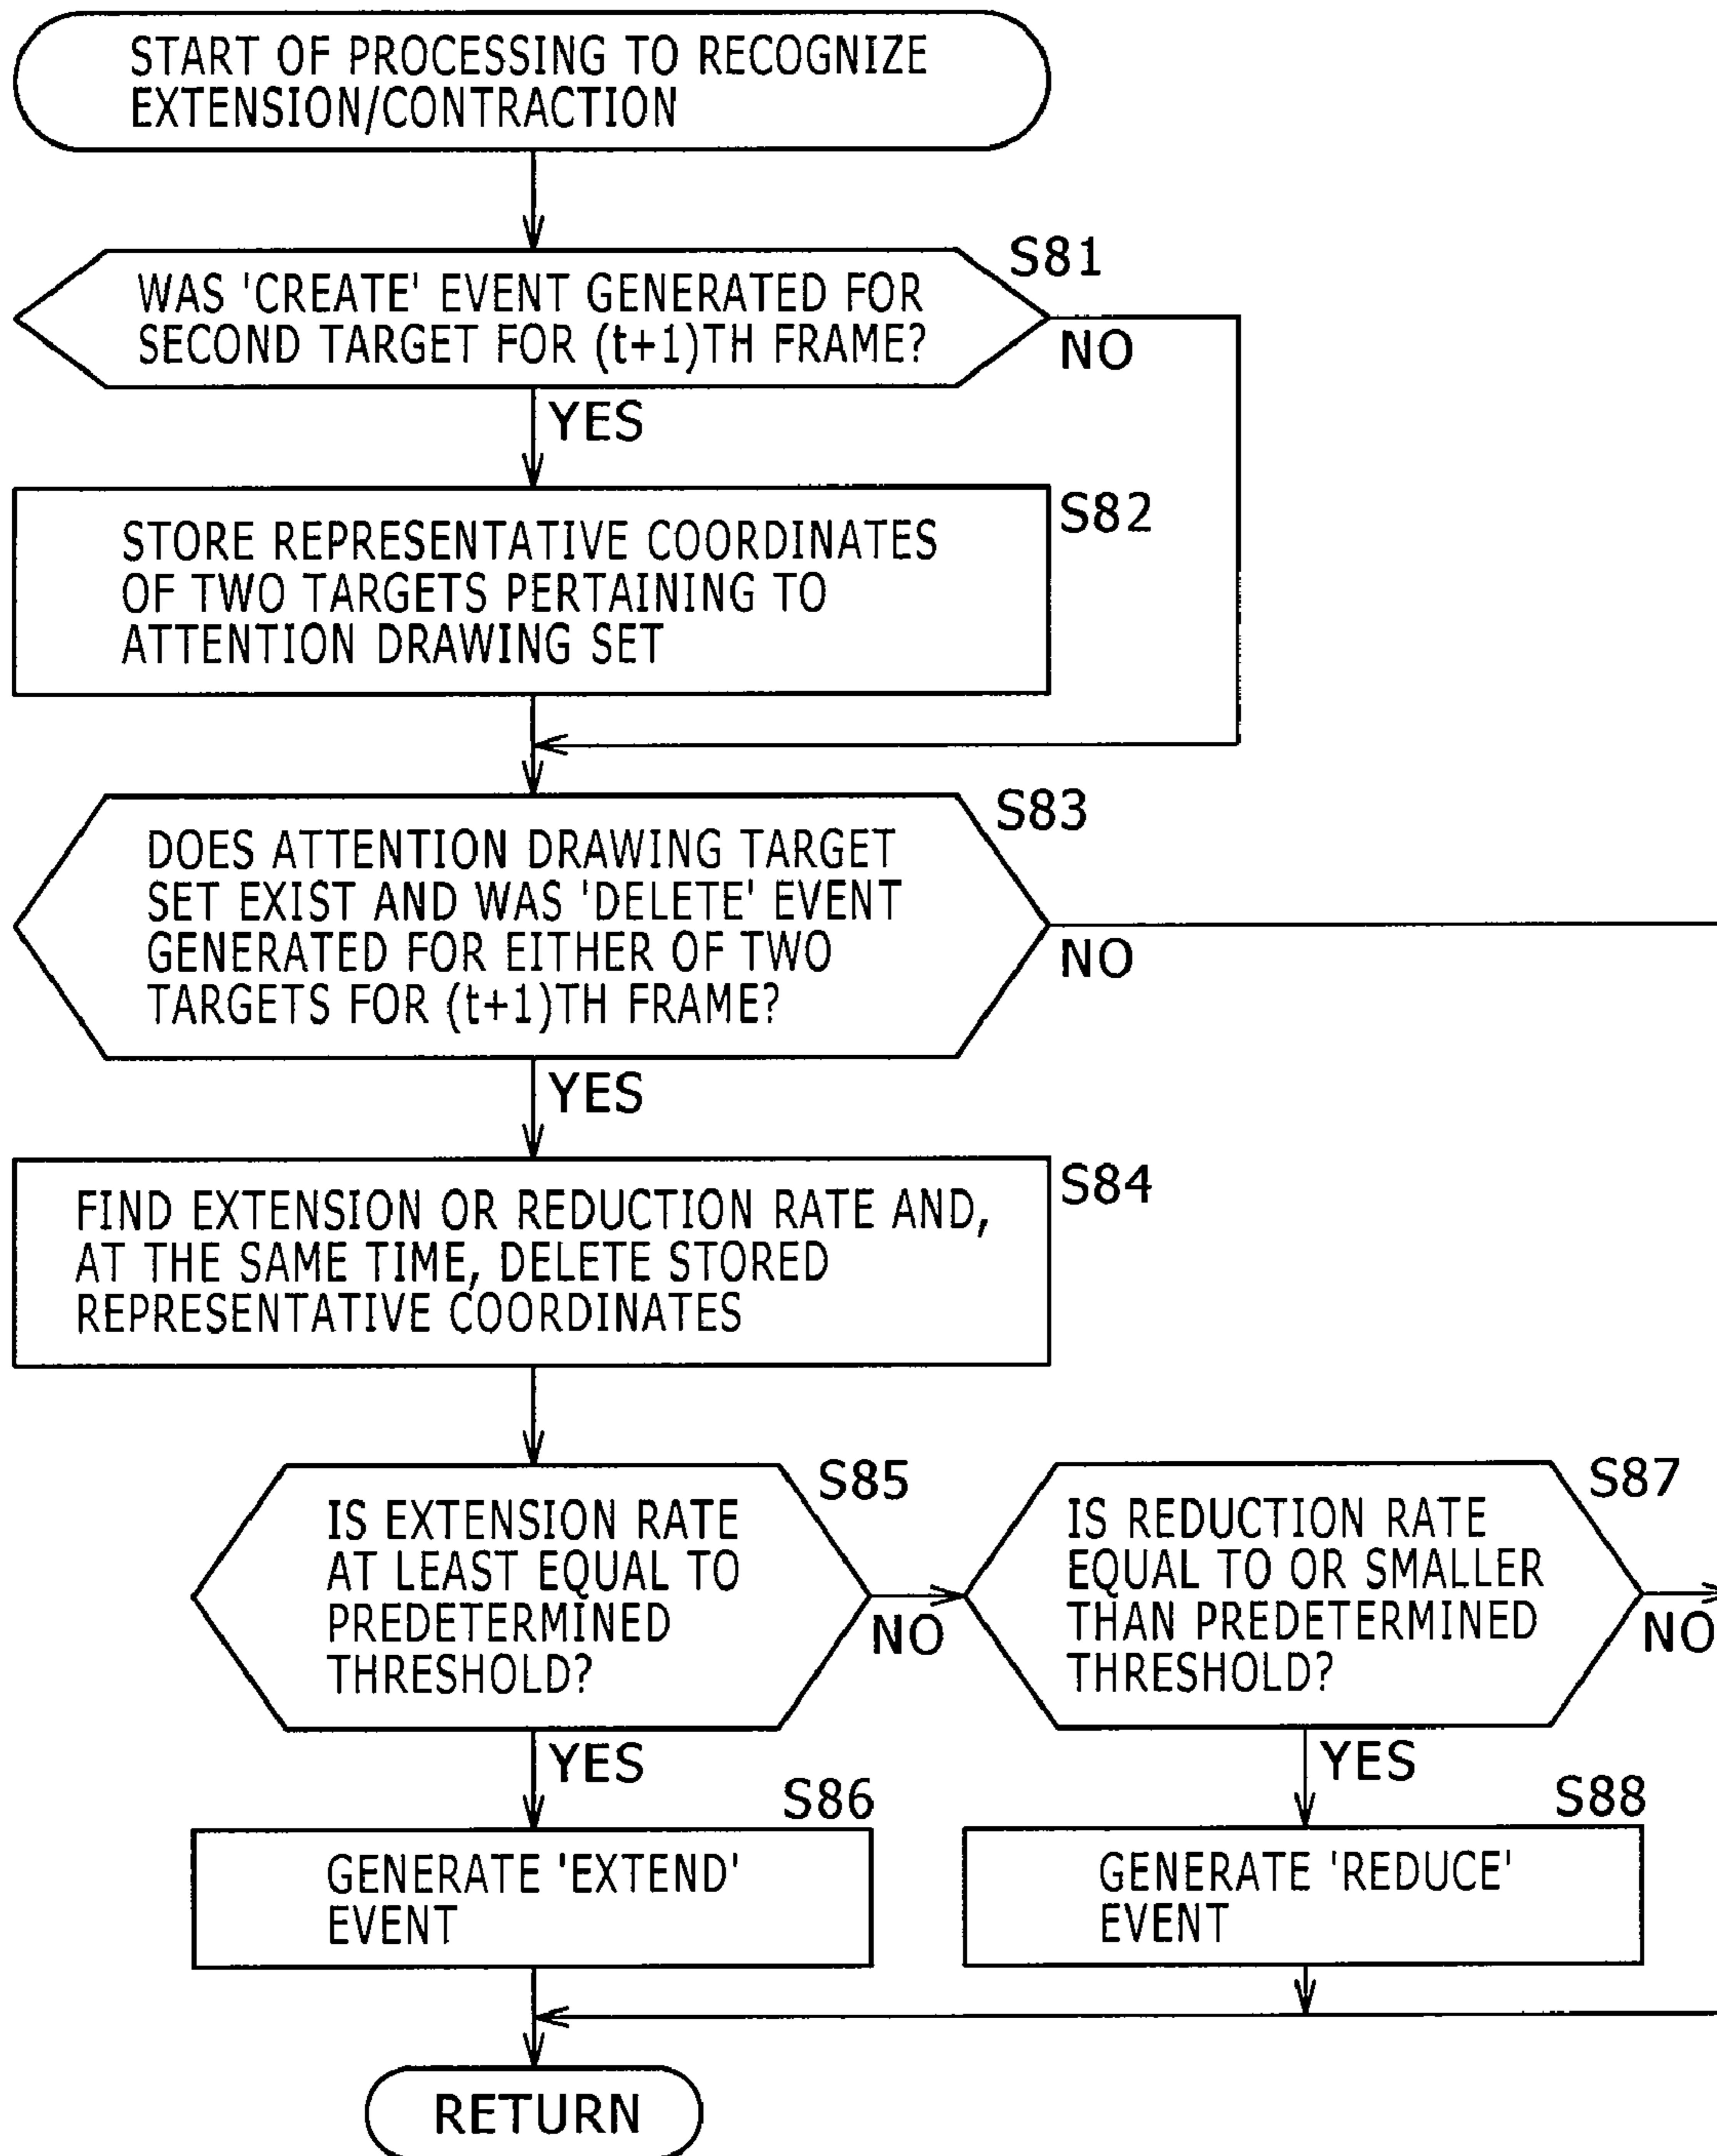 START OF PROCESSING TO RECOGNIZE
EXTENSION/CONTRACTION
S81
WAS 'CREATE' EVENT GENERATED FOR
SECOND TARGET FOR (t+1)TH FRAME?
NO
YES
S82
STORE REPRESENTATIVE COORDINATES
OF TWO TARGETS PERTAINING TO
ATTENTION DRAWING SET
S83
DOES ATTENTION DRAWING TARGET
SET EXIST AND WAS 'DELETE' EVENT
GENERATED FOR EITHER OF TWO
TARGETS FOR (t+1)TH FRAME?
NO
YES
S84
FIND EXTENSION OR REDUCTION RATE AND,
AT THE SAME TIME, DELETE STORED
REPRESENTATIVE COORDINATES
S85
IS EXTENSION RATE
AT LEAST EQUAL TO
PREDETERMINED
THRESHOLD?
NO
YES
S87
IS REDUCTION RATE
EQUAL TO OR SMALLER
THAN PREDETERMINED
THRESHOLD?
NO
YES
S86
GENERATE 'EXTEND'
EVENT
S88
GENERATE 'REDUCE'
EVENT
RETURN